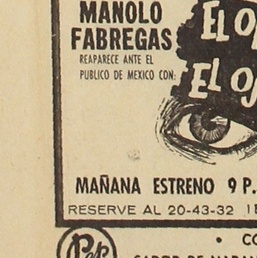 MANOLO
FABREGAS
REAPARECE ANTE EL
PUBLICO DE MEXICO CON:
EL O
EL OJ
MAÑANA ESTRENO 9 P.
RESERVE AL 20-43-32